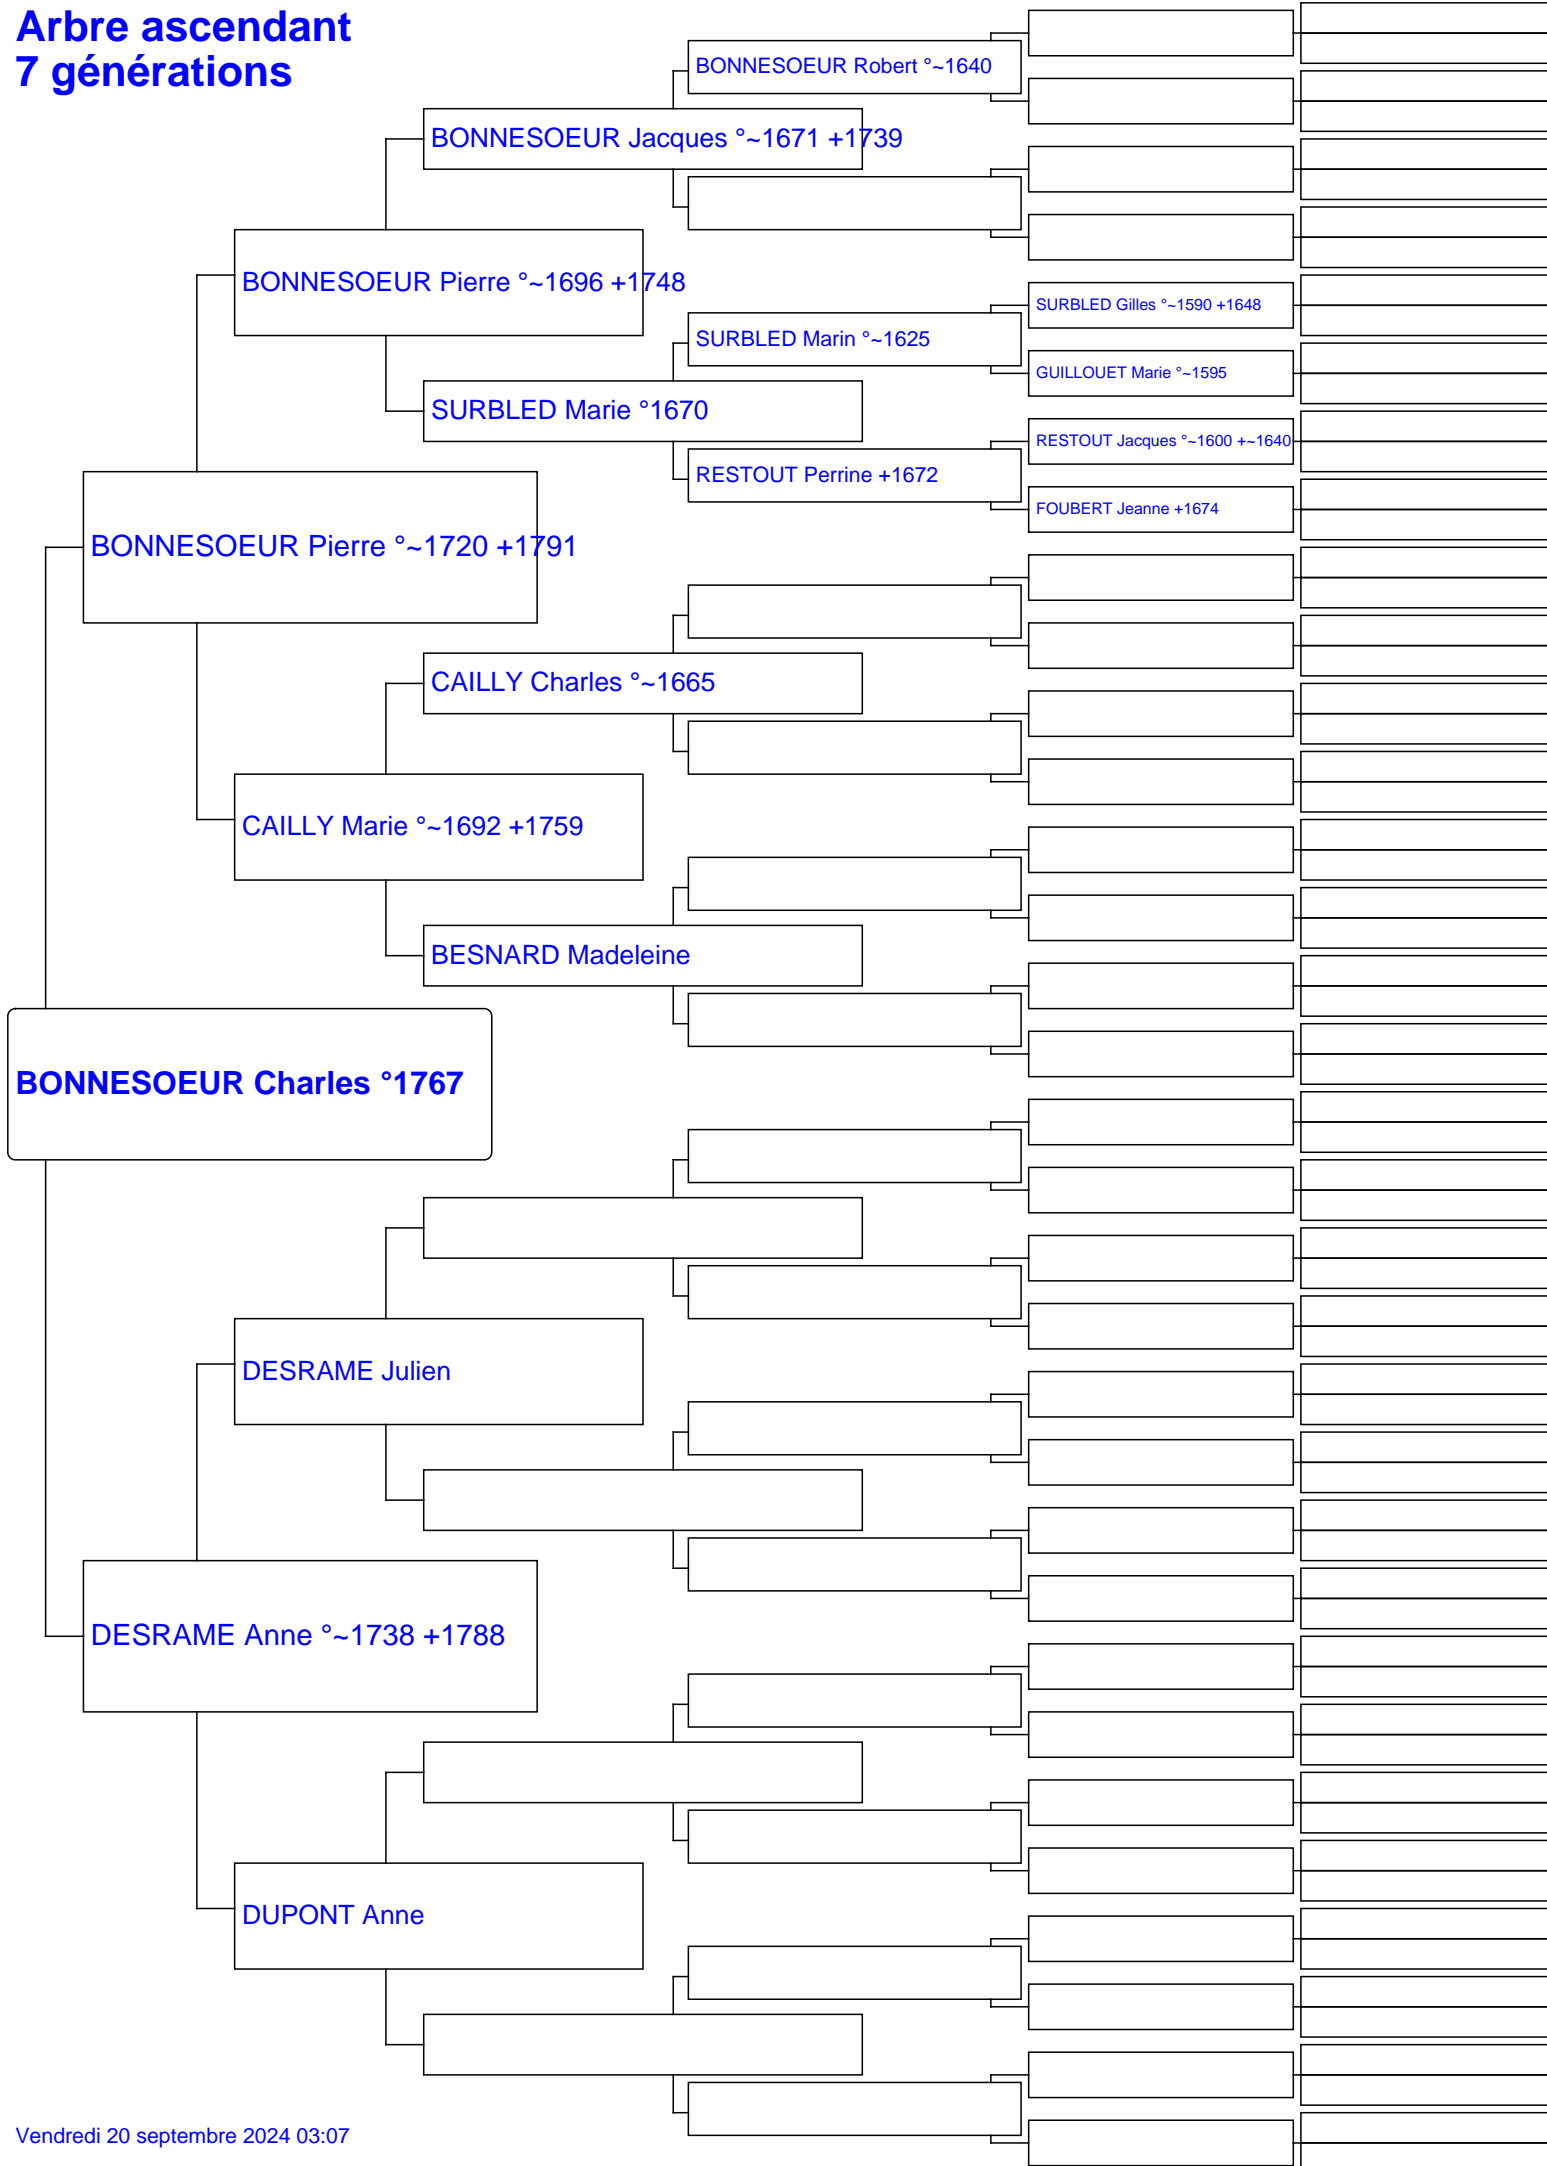 Arbre ascendant
7 générations
BONNESOEUR Robert °~1640
BONNESOEUR Jacques °~1671 +1739
BONNESOEUR Pierre °~1696 +1748
SURBLED Gilles °~1590 +1648
SURBLED Marin °~1625
GUILLOUET Marie °~1595
SURBLED Marie °1670
RESTOUT Jacques °~1600 +~1640
RESTOUT Perrine +1672
FOUBERT Jeanne +1674
BONNESOEUR Pierre °~1720 +1791
CAILLY Charles °~1665
CAILLY Marie °~1692 +1759
BESNARD Madeleine
BONNESOEUR Charles °1767
DESRAME Julien
DESRAME Anne °~1738 +1788
DUPONT Anne
Vendredi 20 septembre 2024 03:07